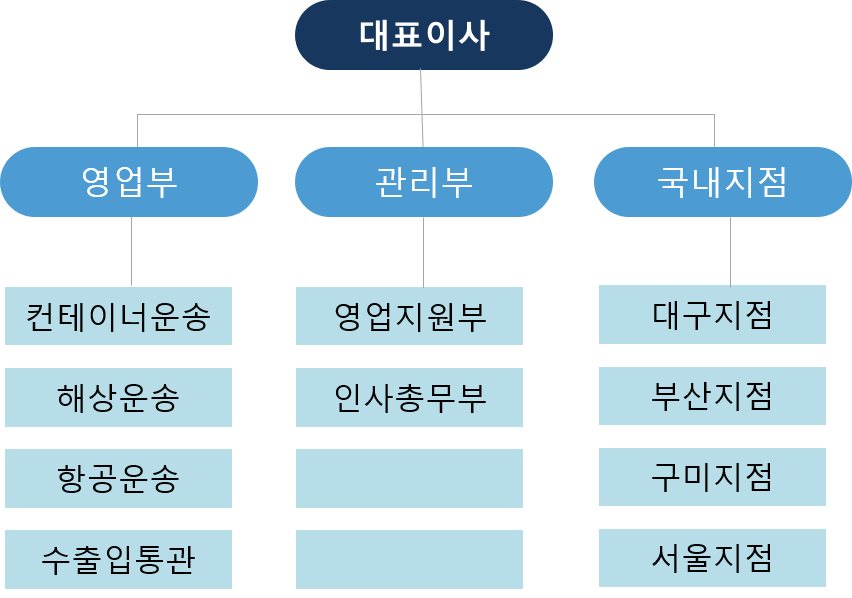 대표이사
영업부
관리부
국내지점
컨테이너운송
영업지원부
대구지점
해상운송
인사총무부
부산지점
항공운송
구미지점
수출입통관
서울지점